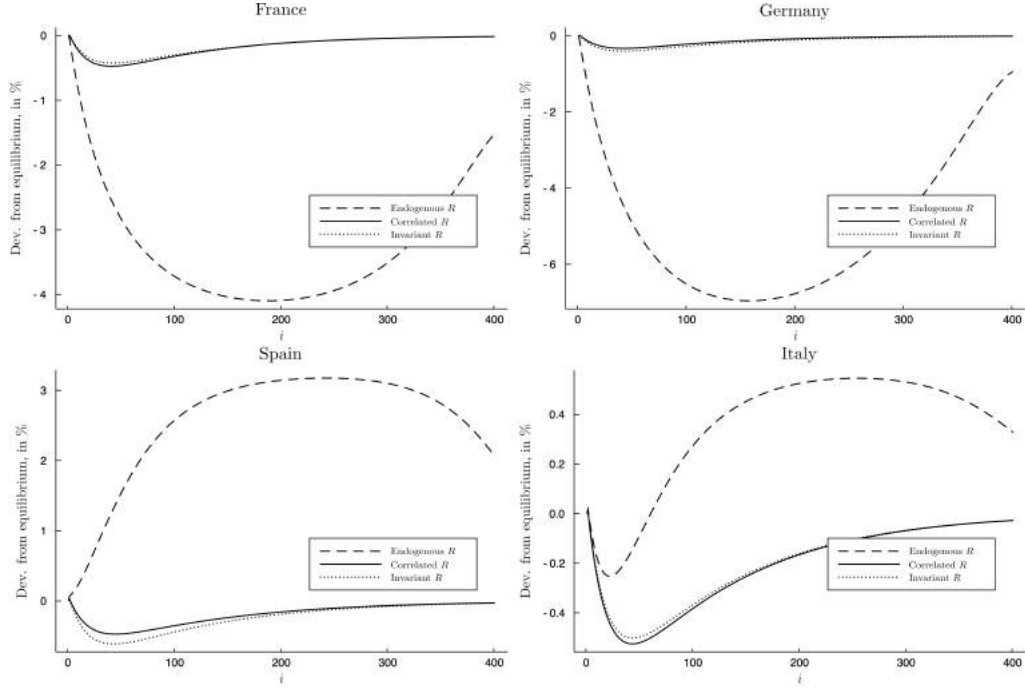 France
Dev. from equilibrium, in %
0
- 1
- 2
- 3
- 4
Endogenous R
Correlated R
Invariant R
0
100
200
300
400
i
Germany
Dev. from equilibrium, in %
0
- 2
- 4
- 6
Endogenous R
Correlated R
Invariant R
0
100
200
300
400
i
Spain
Dev. from equilibrium, in %
3
2
1
0
Endogenous R
Correlated R
Invariant R
0
100
200
300
400
i
Italy
Dev. from equilibrium, in %
0.4
0.2
0.0
- 0.2
- 0.4
Endogenous R
Correlated R
Invariant R
0
100
200
300
400
i